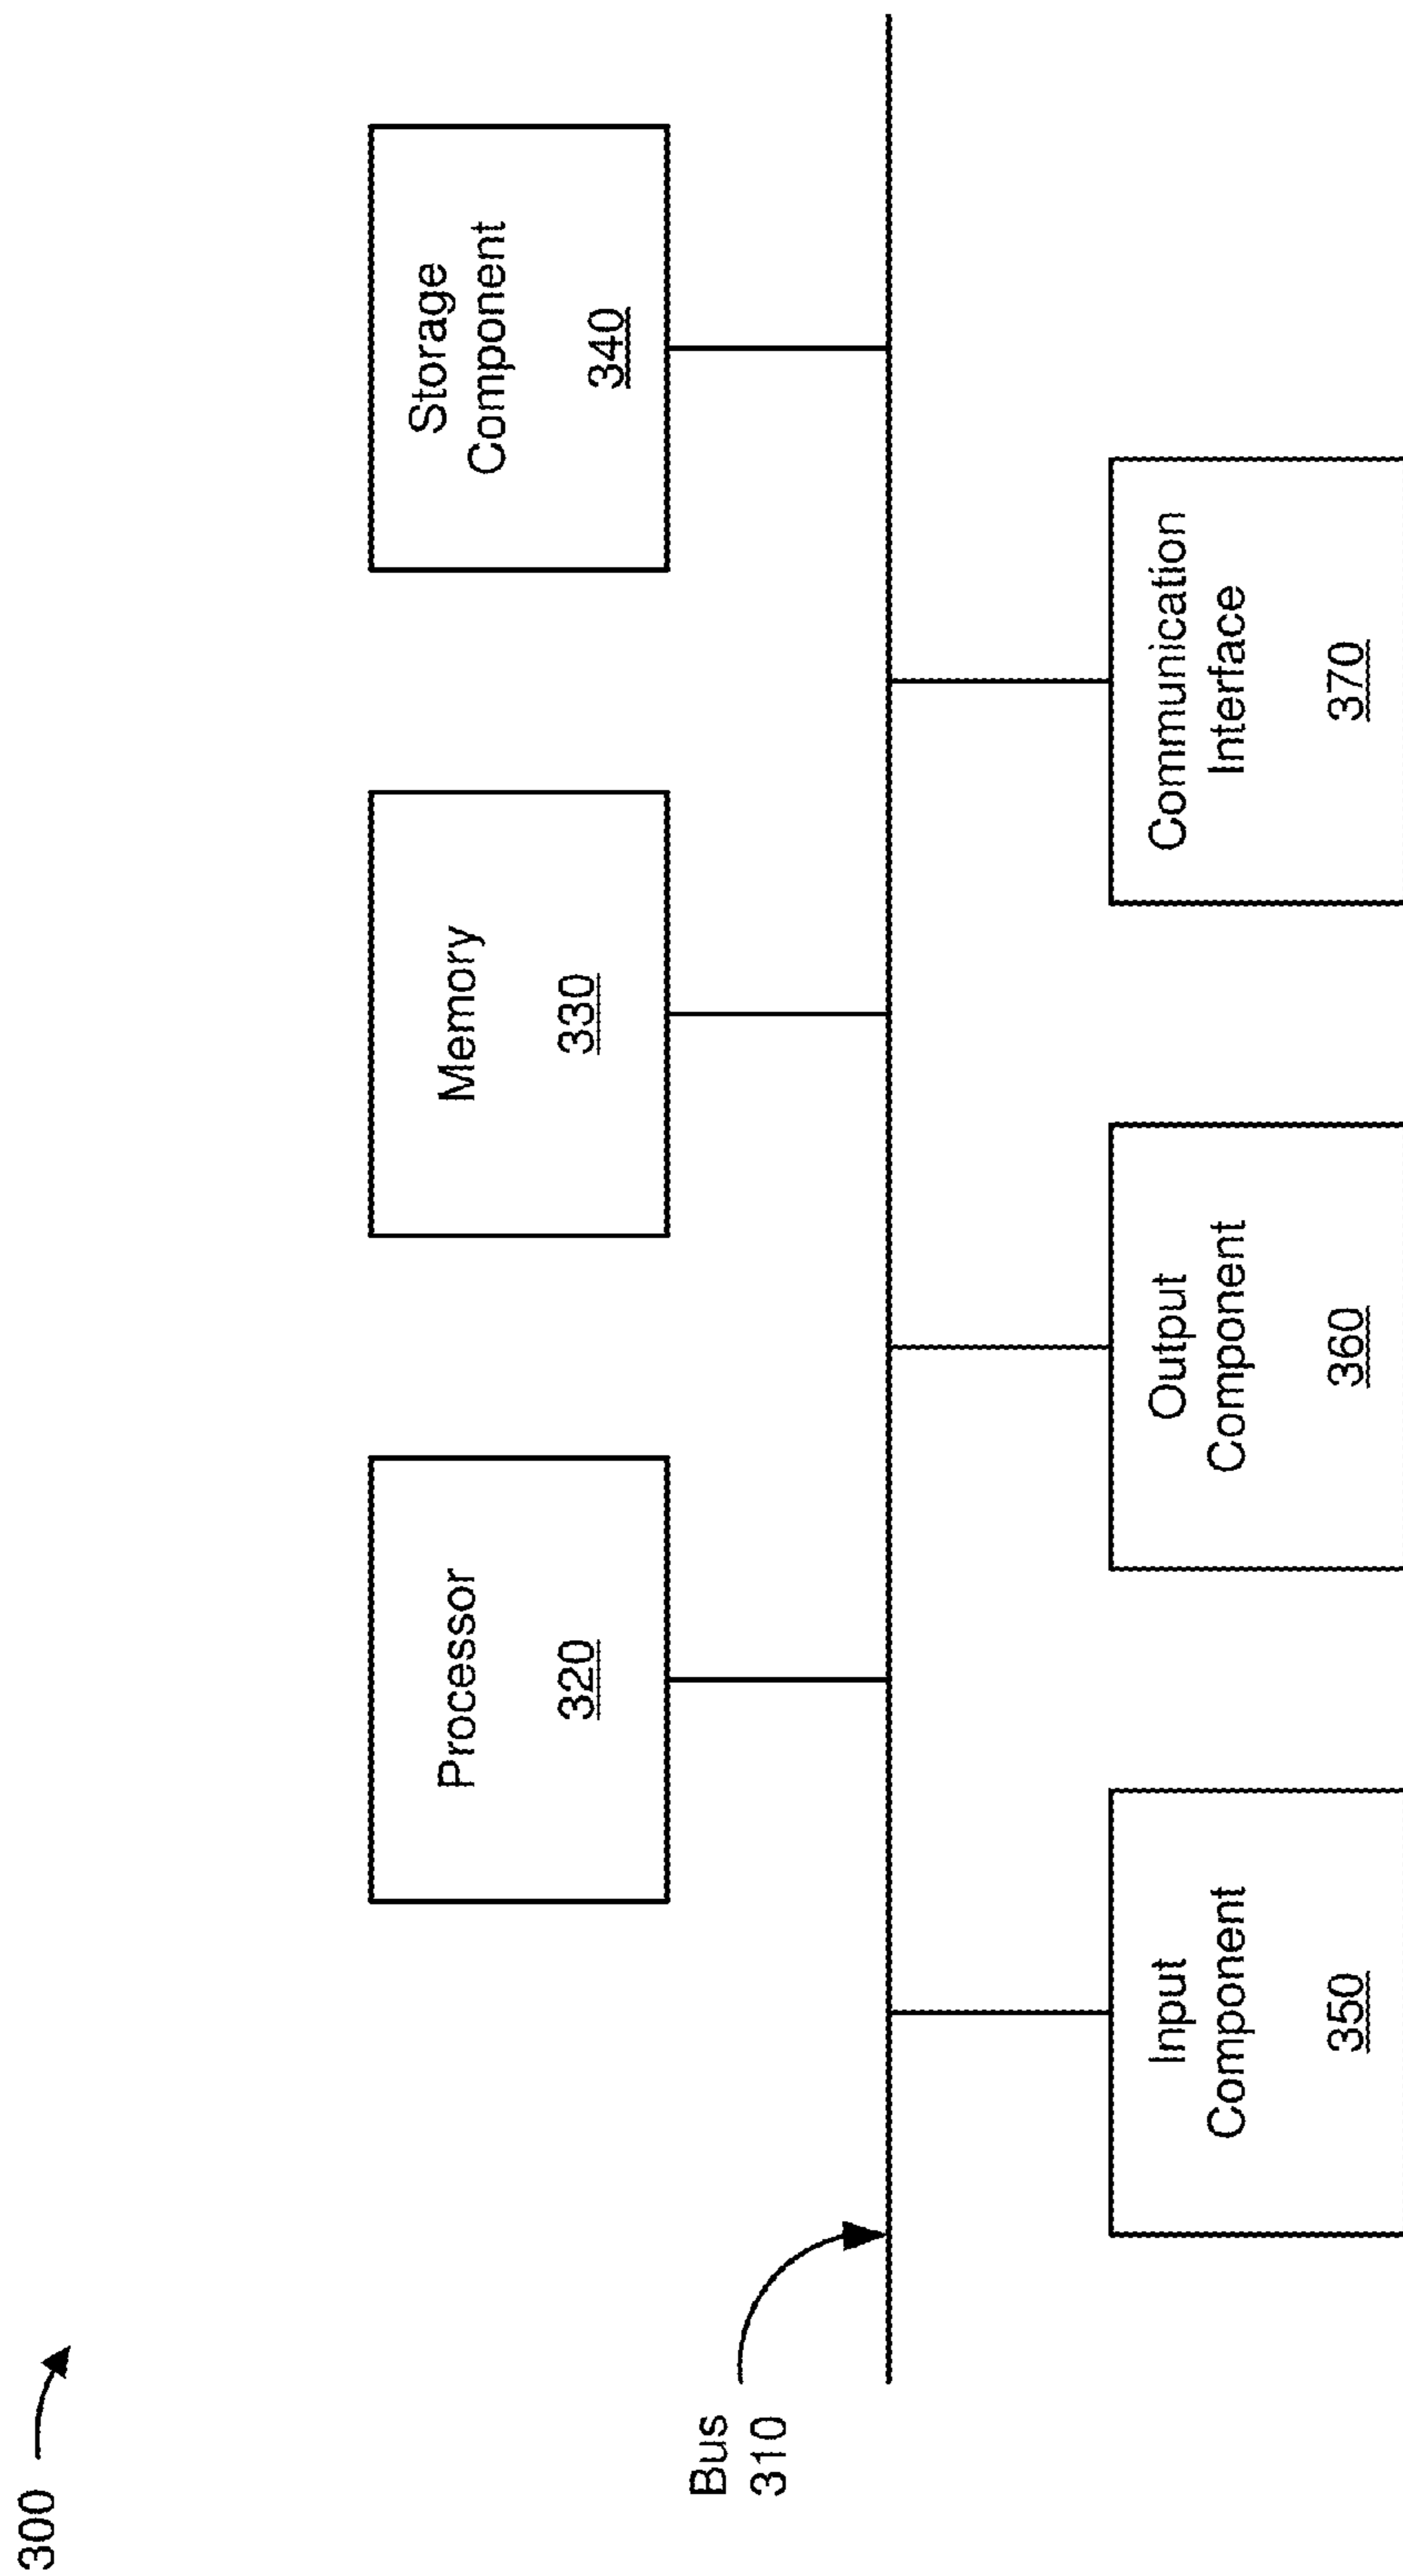 300
Bus
310
Processor
320
Memory
330
Storage
Component
340
Input
Component
350
Output
Component
360
Communication
Interface
370